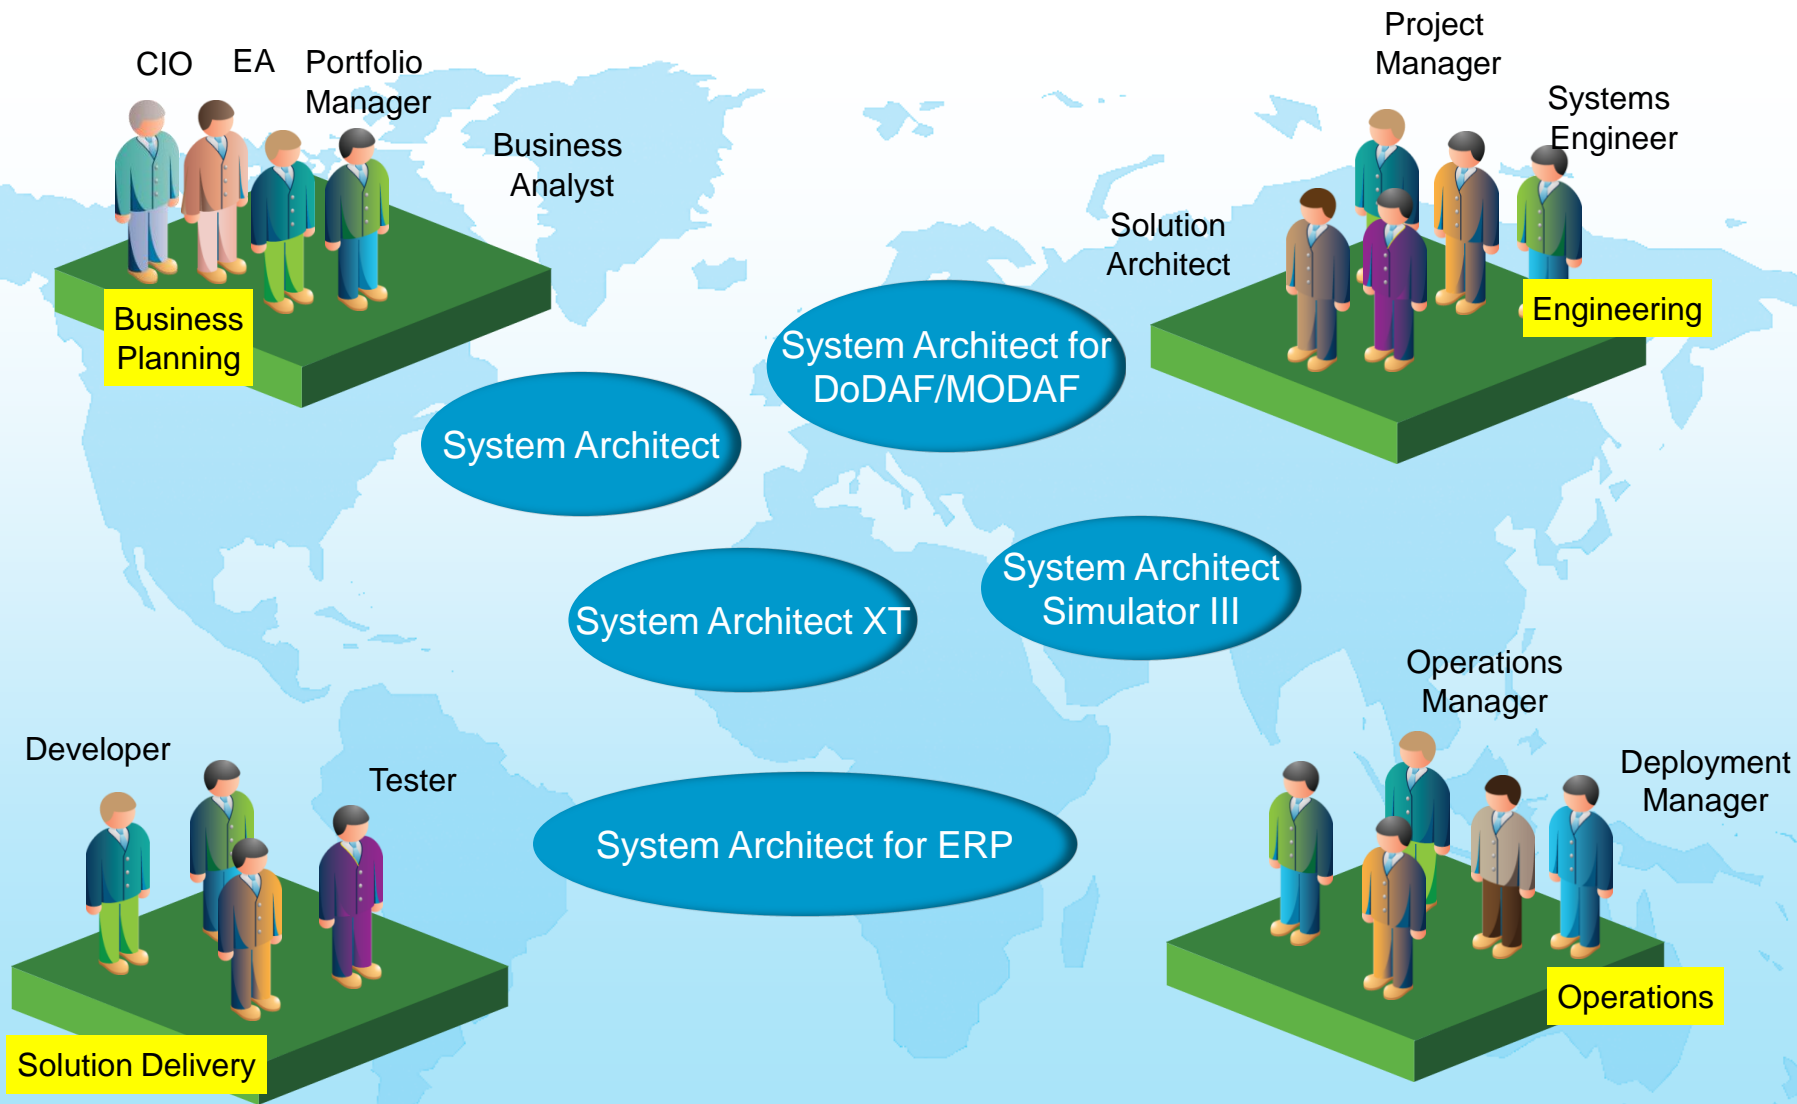 CIO
EA
Portfolio
Manager
Business
Analyst
Business
Planning
Project
Manager
Systems
Engineer
Solution
Architect
Engineering
System Architect for
DoDAF/MODAF
System Architect
System Architect XT
System Architect
Simulator III
System Architect for ERP
Developer
Tester
Solution Delivery
Operations
Manager
Deployment
Manager
Operations